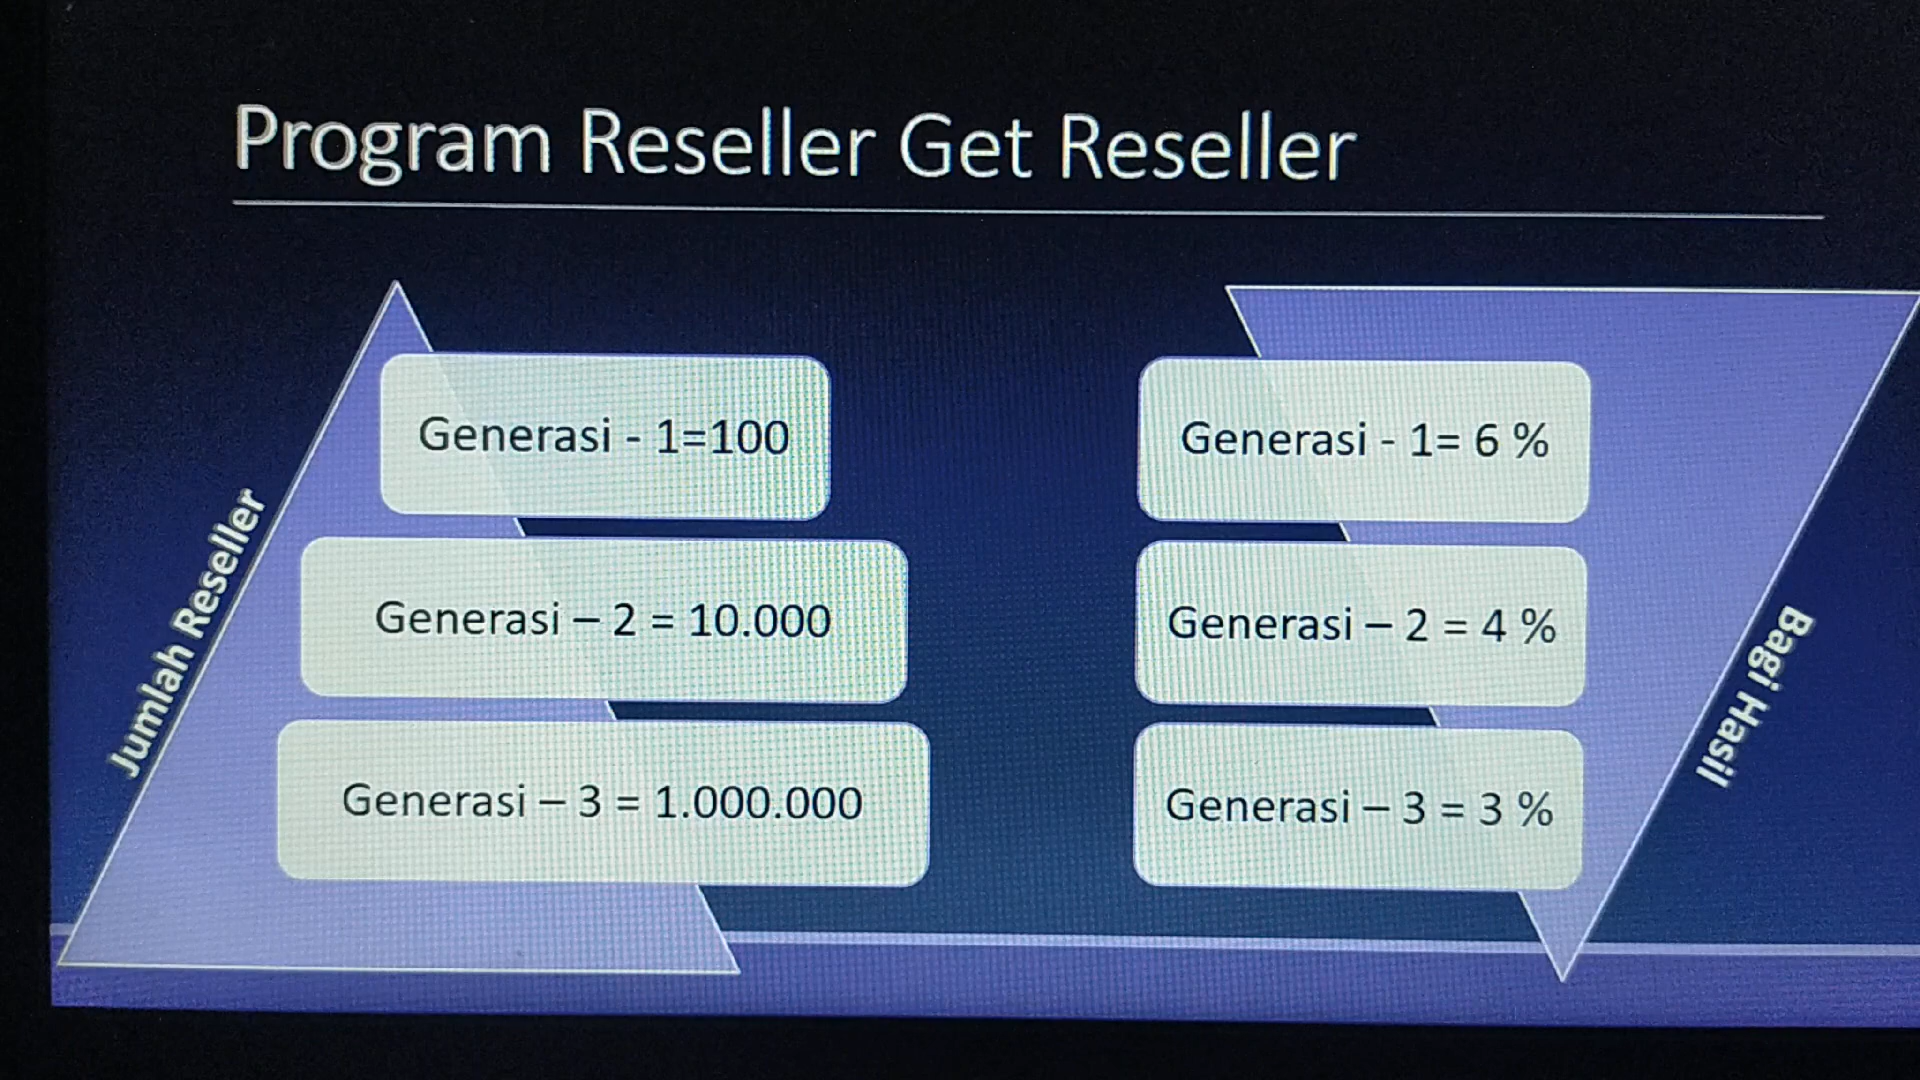 Program Reseller Get Reseller
Jumlah Reseller
Generasi - 1=100
Generasi – 2 = 10.000
Generasi – 3 = 1.000.000
Generasi - 1= 6 %
Generasi – 2 = 4 %
Generasi – 3 = 3 %
Bagi Hasil